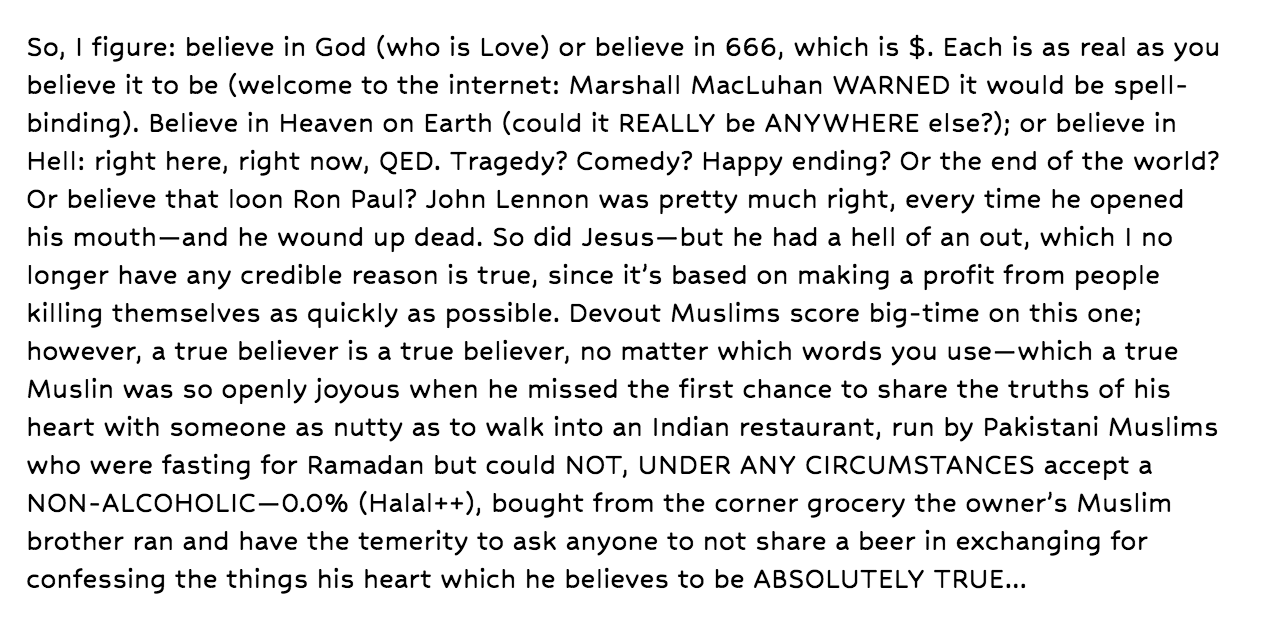 So, I figure: believe in God (who is Love) or believe in 666, which is $. Each is as real as you
believe it to be (welcome to the internet: Marshall MacLuhan WARNED it would be spell-
binding). Believe in Heaven on Earth (could it REALLY be ANYWHERE else?); or believe in
Hell: right here, right now, QED. Tragedy? Comedy? Happy ending? Or the end of the world?
Or believe that loon Ron Paul? John Lennon was pretty much right, every time he opened
his mouth—and he wound up dead. So did Jesus—but he had a hell of an out, which I no
longer have any credible reason is true, since it's based on making a profit from people
killing themselves as quickly as possible. Devout Muslims score big-time on this one;
however, a true believer is a true believer, no matter which words you use—which a true
Muslin was so openly joyous when he missed the first chance to share the truths of his
heart with someone as nutty as to walk into an Indian restaurant, run by Pakistani Muslims
who were fasting for Ramadan but could NOT, UNDER ANY CIRCUMSTANCES accept a
NON-ALCOHOLIC—0.0% (Halal++), bought from the corner grocery the owner's Muslim
brother ran and have the temerity to ask anyone to not share a beer in exchanging for
confessing the things his heart which he believes to be ABSOLUTELY TRUE...